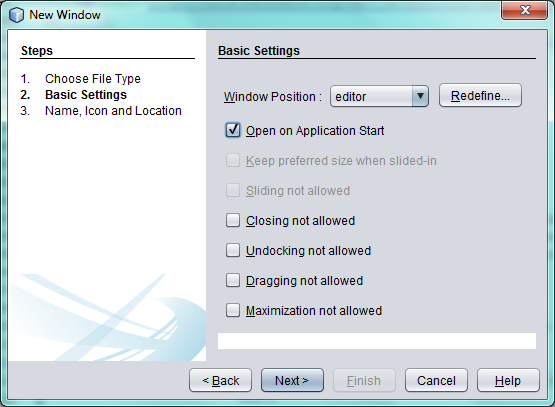 New Window
Steps
1. Choose File Type
2. Basic Settings
3. Name, Icon and Location
Basic Settings
Window Position : editor Redefine...
Open on Application Start
Keep preferred size when slided-in
Sliding not allowed
Closing not allowed
Undocking not allowed
Dragging not allowed
Maximization not allowed
< Back Next > Finish Cancel Help